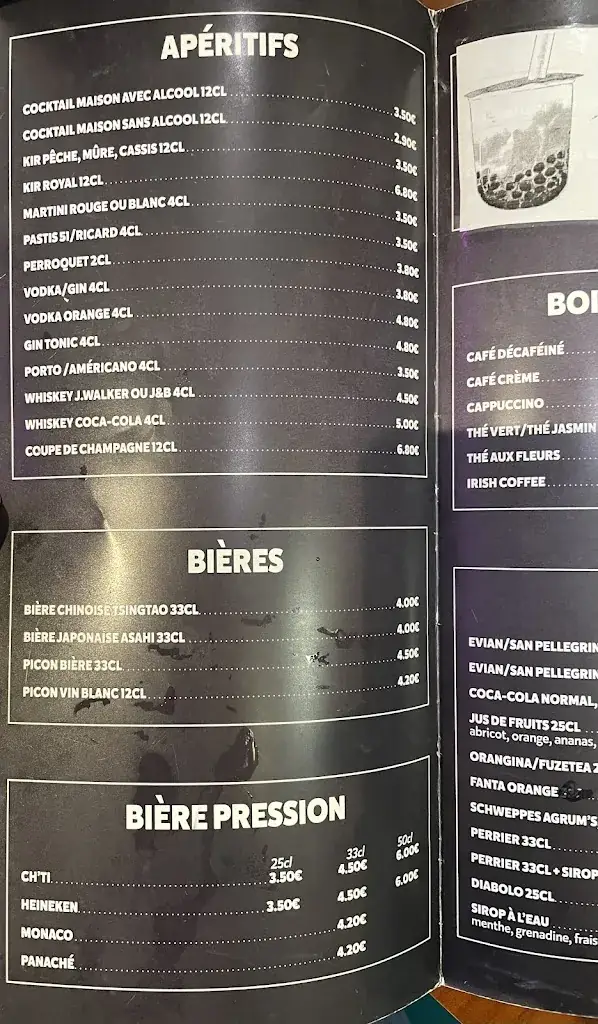 APÉRITIFS
COCKTAIL MAISON AVEC ALCOOL 12CL 3.50€
COCKTAIL MAISON SANS ALCOOL 12CL 2.90€
KIR PÊCHE, MÛRE, CASSIS 12CL 3.50€
KIR ROYAL 12CL 6.80€
MARTINI ROUGE OU BLANC 4CL 3.50€
PASTIS 51/RICARD 4CL 3.50€
PERROQUET 2CL 3.80€
VODKA/GIN 4CL 3.80€
VODKA ORANGE 4CL 4.80€
GIN TONIC 4CL 4.80€
PORTO /AMÉRICANO 4CL 3.50€
WHISKEY J.WALKER OU J&B 4CL 4.50€
WHISKEY COCA-COLA 4CL 5.00€
COUPE DE CHAMPAGNE 12CL 6.80€
BIÈRES
BIÈRE CHINOISE TSINGTAO 33CL 4.00€
BIÈRE JAPONAISE ASAHI 33CL 4.00€
PICON BIÈRE 33CL 4.50€
PICON VIN BLANC 12CL 4.20€
BIÈRE PRESSION
25cl 33cl 50cl
CH'TI 3.50€ 4.50€ 6.00€
HEINEKEN 3.50€ 4.50€ 6.00€
MONACO 4.20€
PANACHÉ 4.20€
BOI
CAFÉ DÉCAFÉINÉ
CAFÉ CRÈME
CAPPUCCINO
THÉ VERT/THÉ JASMIN
THÉ AUX FLEURS
IRISH COFFEE
EVIAN/SAN PELLEGRIN
EVIAN/SAN PELLEGRIN
COCA-COLA NORMAL,
JUS DE FRUITS 25CL
abricot, orange, ananas,
ORANGINA/FUZETEA 2
FANTA ORANGE
SCHWEPPES AGRUM'S
PERRIER 33CL
PERRIER 33CL + SIROP
DIABOLO 25CL
SIROP À L'EAU
menthe, grenadine, frais